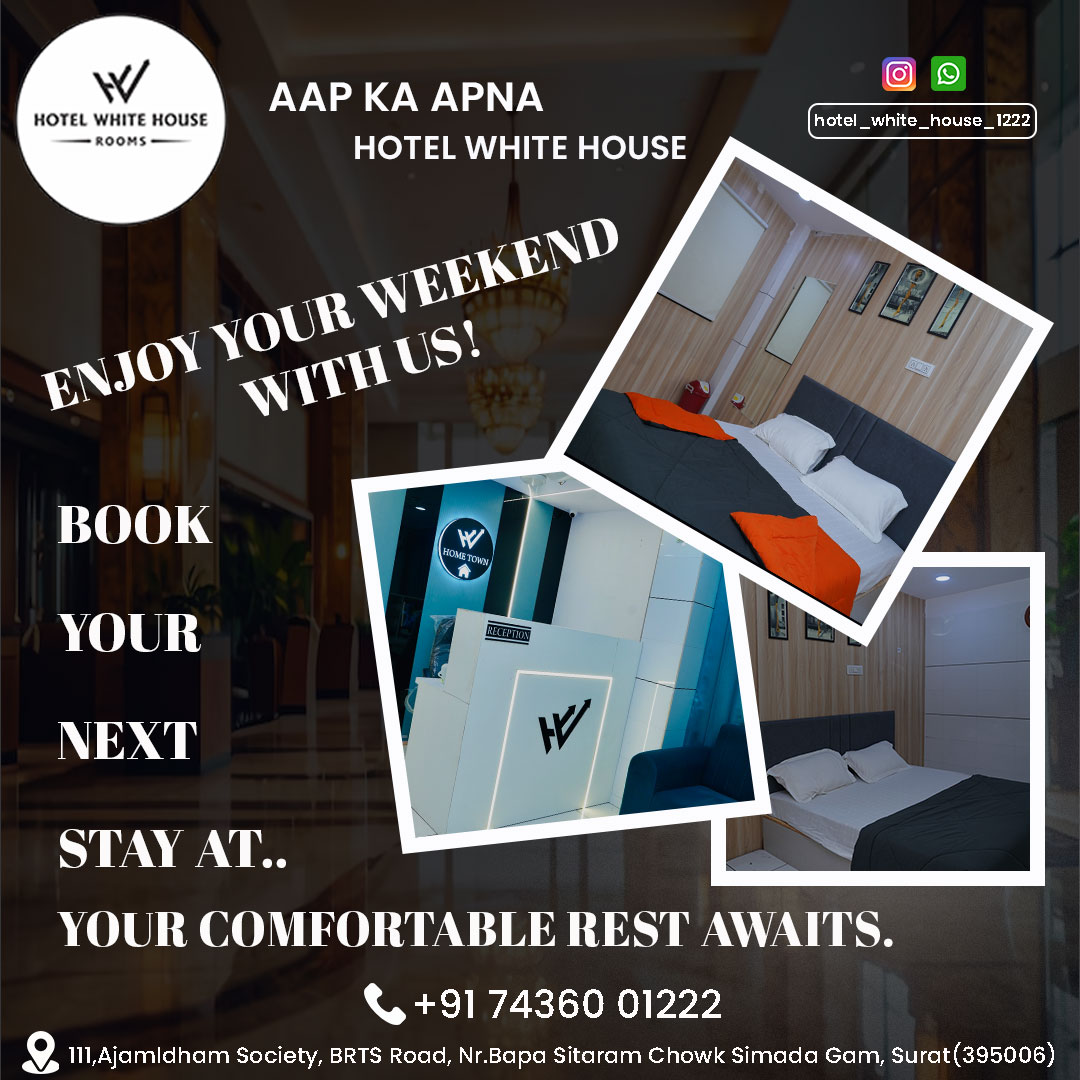 HOTEL WHITE HOUSE
ROOMS
AAP KA APNA
HOTEL WHITE HOUSE
hotel_white_house_1222
ENJOY YOUR WEEKEND
WITH US!
BOOK
YOUR
NEXT
STAY AT..
HOME TOWN
RECEPTION
YOUR COMFORTABLE REST AWAITS.
+91 74360 01222
111,Ajamldham Society, BRTS Road, Nr.Bapa Sitaram Chowk Simada Gam, Surat(395006)